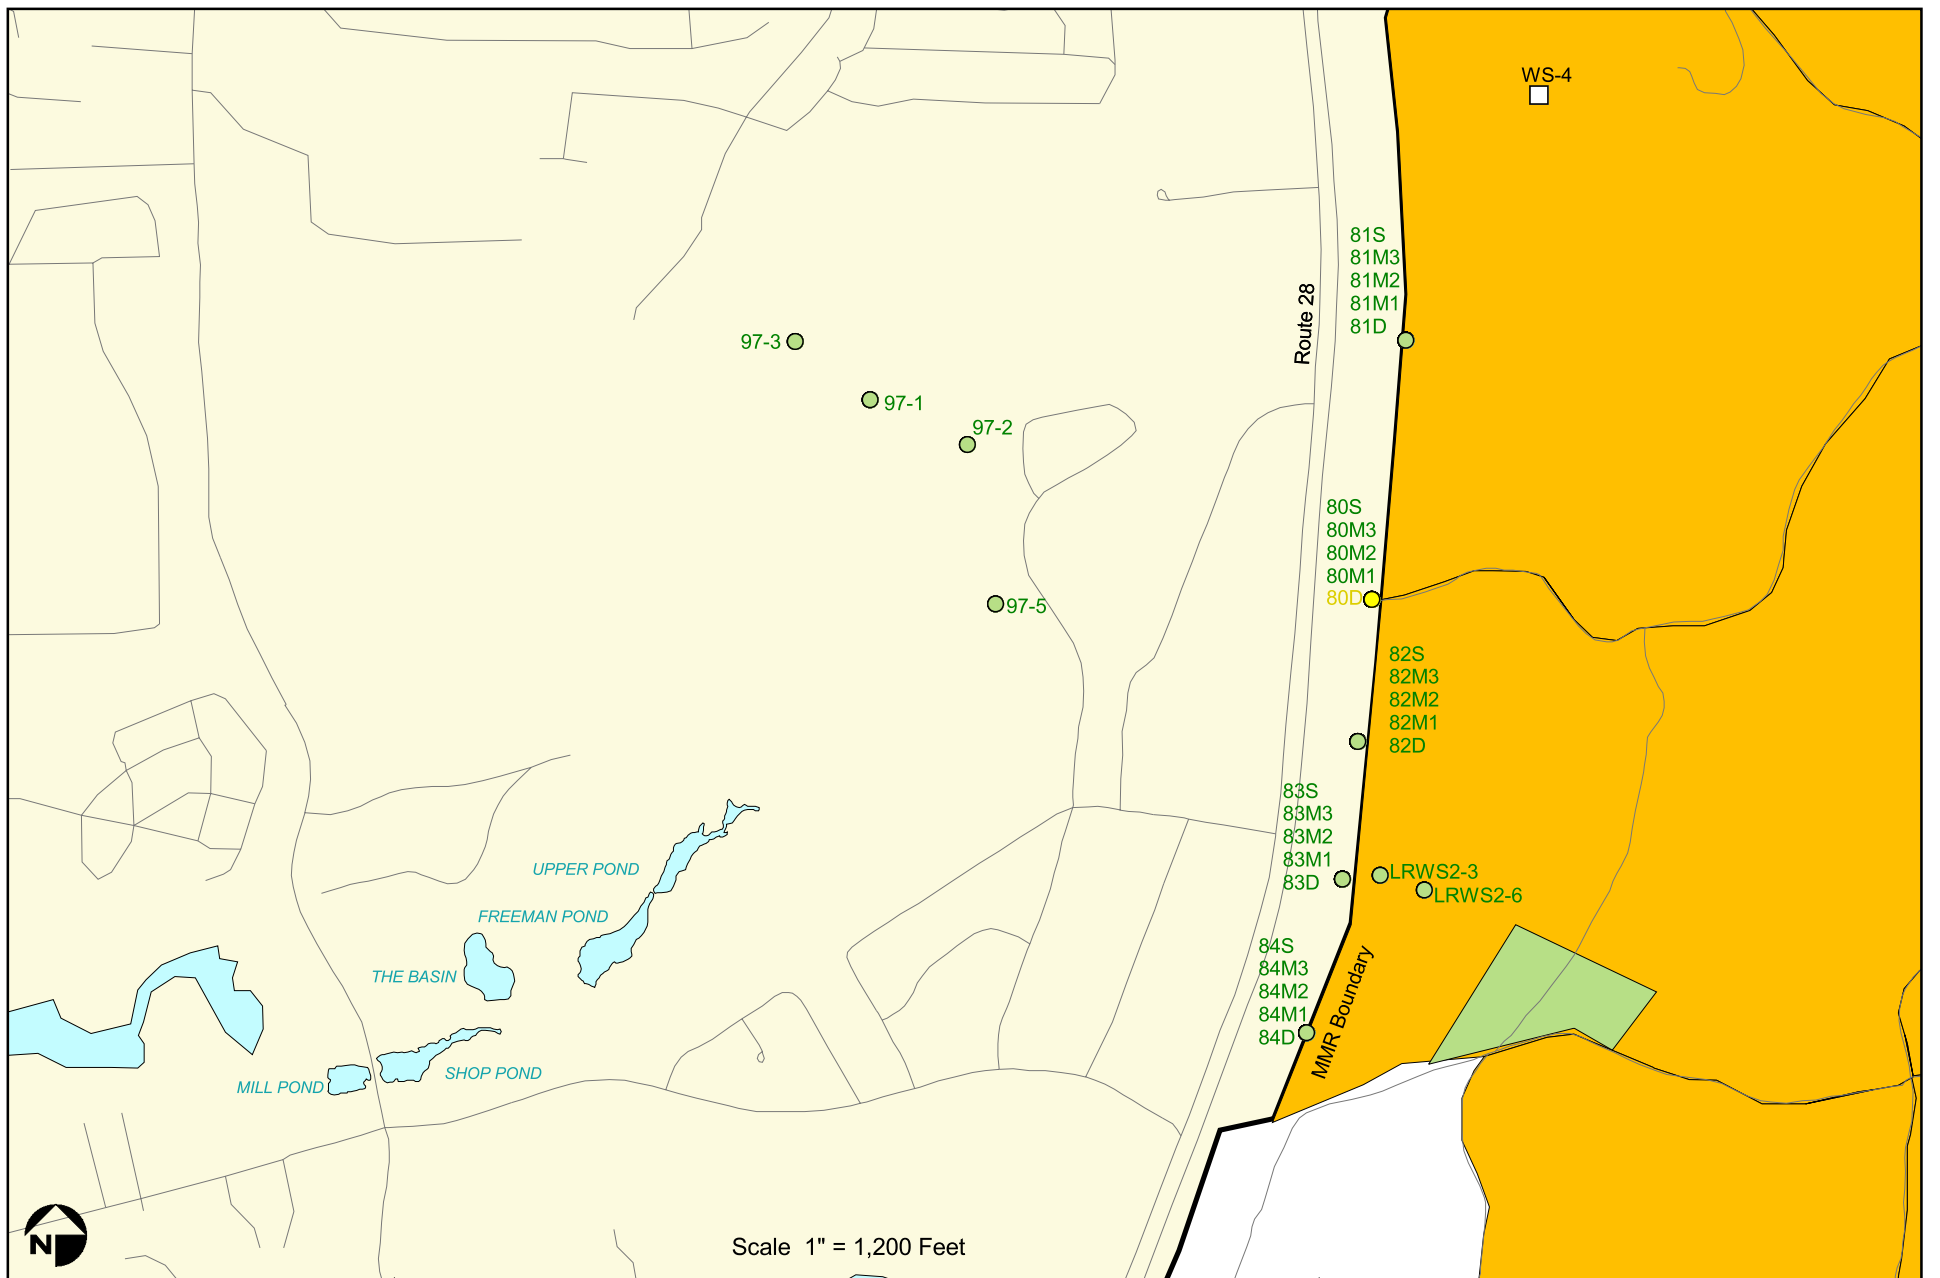 WS-4
81S
81M3
81M2
81M1
81D
Route 28
97-3
97-1
97-2
80S
80M3
80M2
80M1
80D
97-5
82S
82M3
82M2
82M1
82D
83S
83M3
83M2
83M1
83D
LRWS2-3
LRWS2-6
UPPER POND
FREEMAN POND
THE BASIN
84S
84M3
84M2
84M1
84D
MMR Boundary
SHOP POND
MILL POND
N
Scale 1" = 1,200 Feet